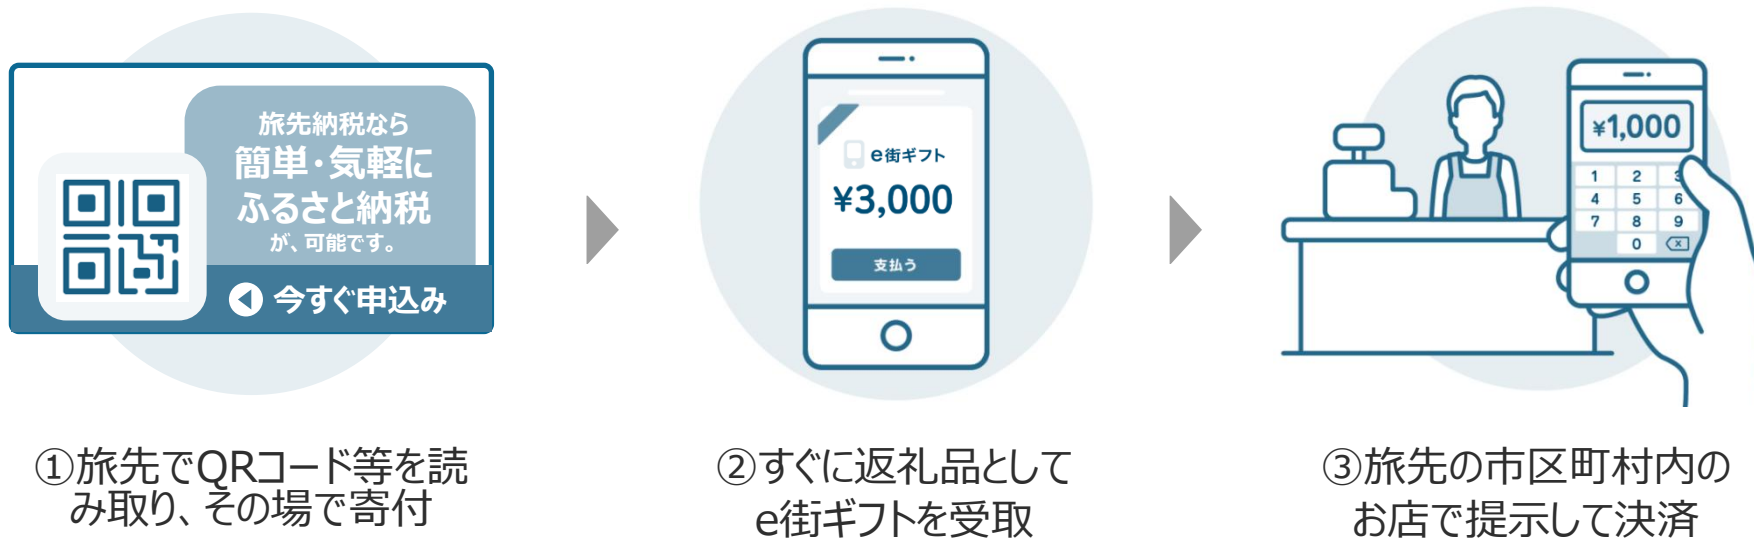 旅先納税なら
簡単・気軽に
ふるさと納税
が、可能です。
今すぐ申込み
①旅先でQRコード等を読
み取り、その場で寄付
e街ギフト
¥3,000
支払う
②すぐに返礼品として
e街ギフトを受取
¥1,000
1 2 3
4 5 6
7 8 9
0
③旅先の市区町村内の
お店で提示して決済